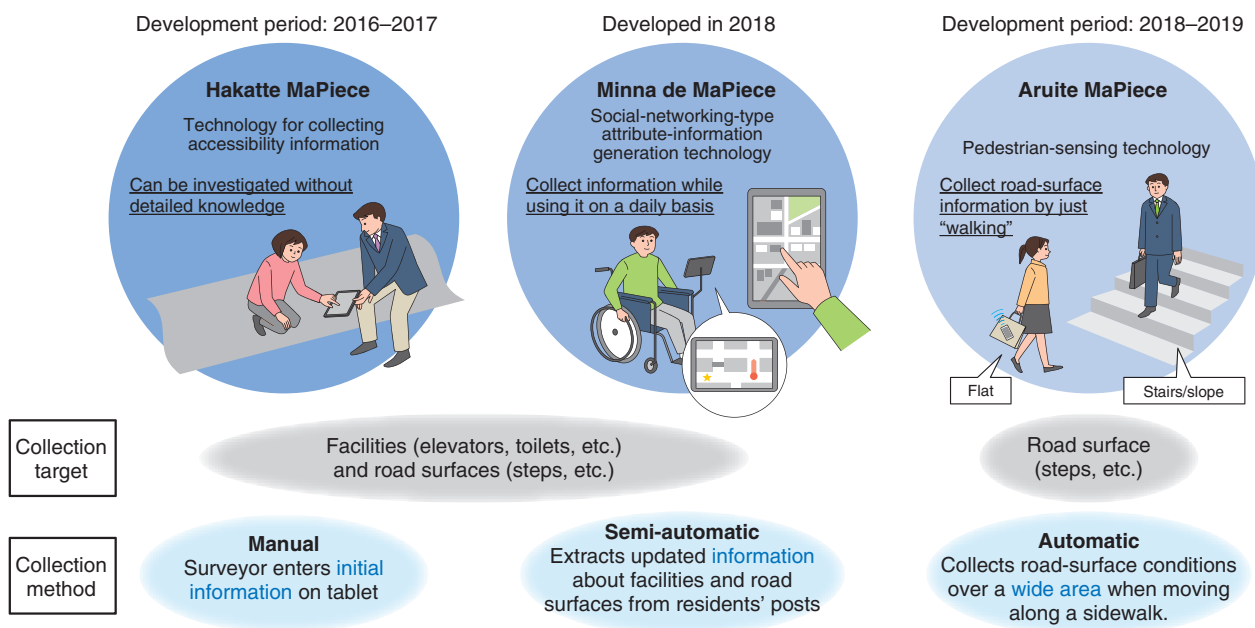 Development period: 2016–2017
Hakatte MaPiece
Technology for collecting
accessibility information
Can be investigated without
detailed knowledge
Developed in 2018
Minna de MaPiece
Social-networking-type
attribute-information
generation technology
Collect information while
using it on a daily basis
Development period: 2018–2019
Aruite MaPiece
Pedestrian-sensing technology
Collect road-surface
information by just
“walking”
Flat
Stairs/slope
Collection
target
Facilities (elevators, toilets, etc.)
and road surfaces (steps, etc.)
Road surface
(steps, etc.)
Collection
method
Manual
Surveyor enters initial
information on tablet
Semi-automatic
Extracts updated information
about facilities and road
surfaces from residents’ posts
Automatic
Collects road-surface conditions
over a wide area when moving
along a sidewalk.